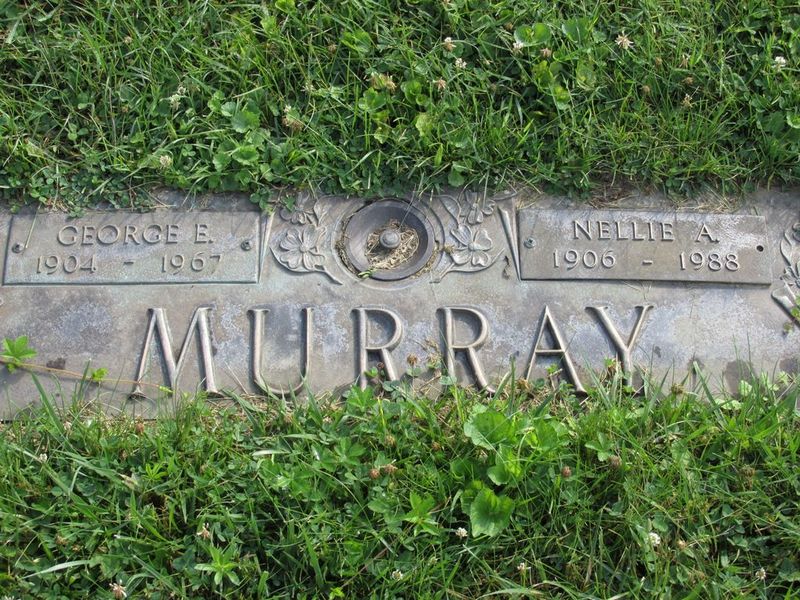 GEORGE E.
1904 - 1967
NELLIE A.
1906 - 1988
MURRAY